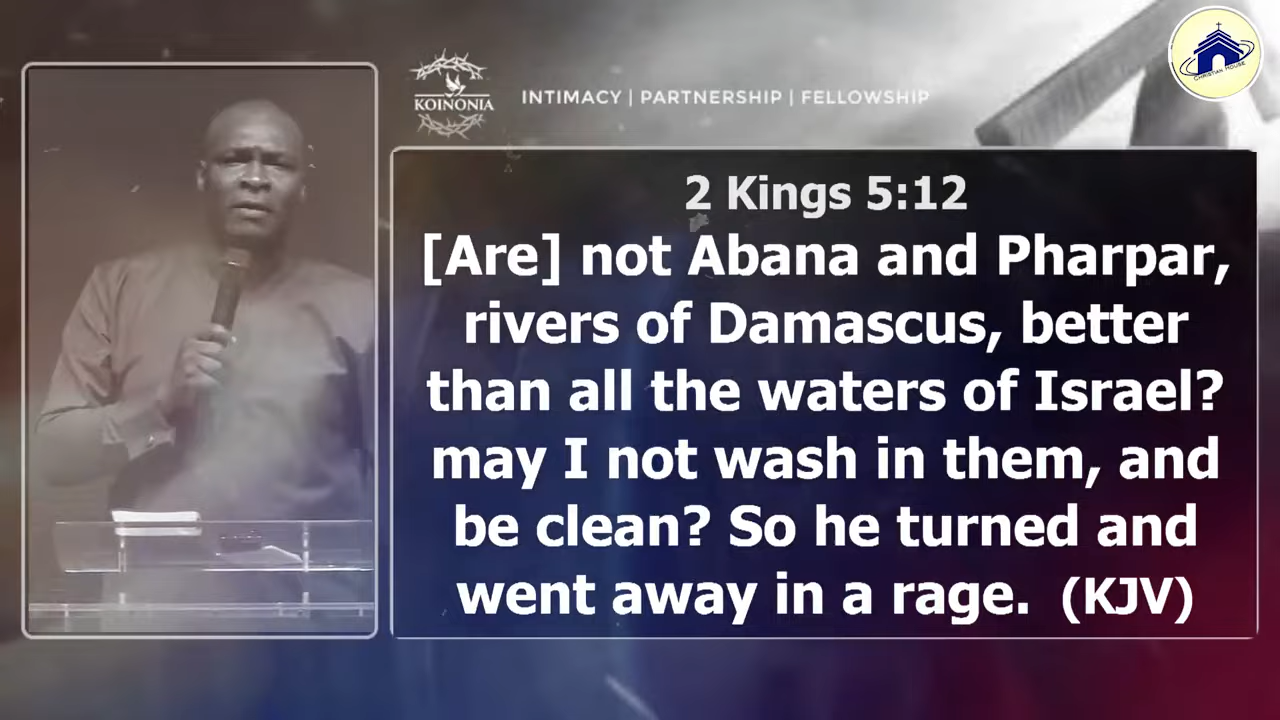 KOINONIA
INTIMACY | PARTNERSHIP | FELLOWSHIP
CHRISTIAN HOUSE
2 Kings 5:12
[Are] not Abana and Pharpar,
rivers of Damascus, better
than all the waters of Israel?
may I not wash in them, and
be clean? So he turned and
went away in a rage.  (KJV)